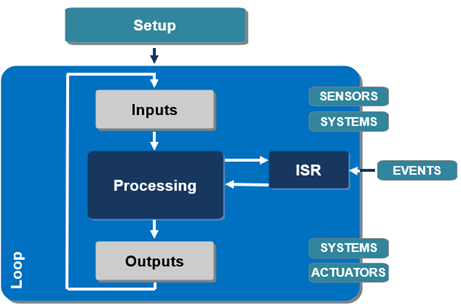 Setup
Inputs
SENSORS
SYSTEMS
Processing
ISR
EVENTS
Outputs
SYSTEMS
ACTUATORS
Loop